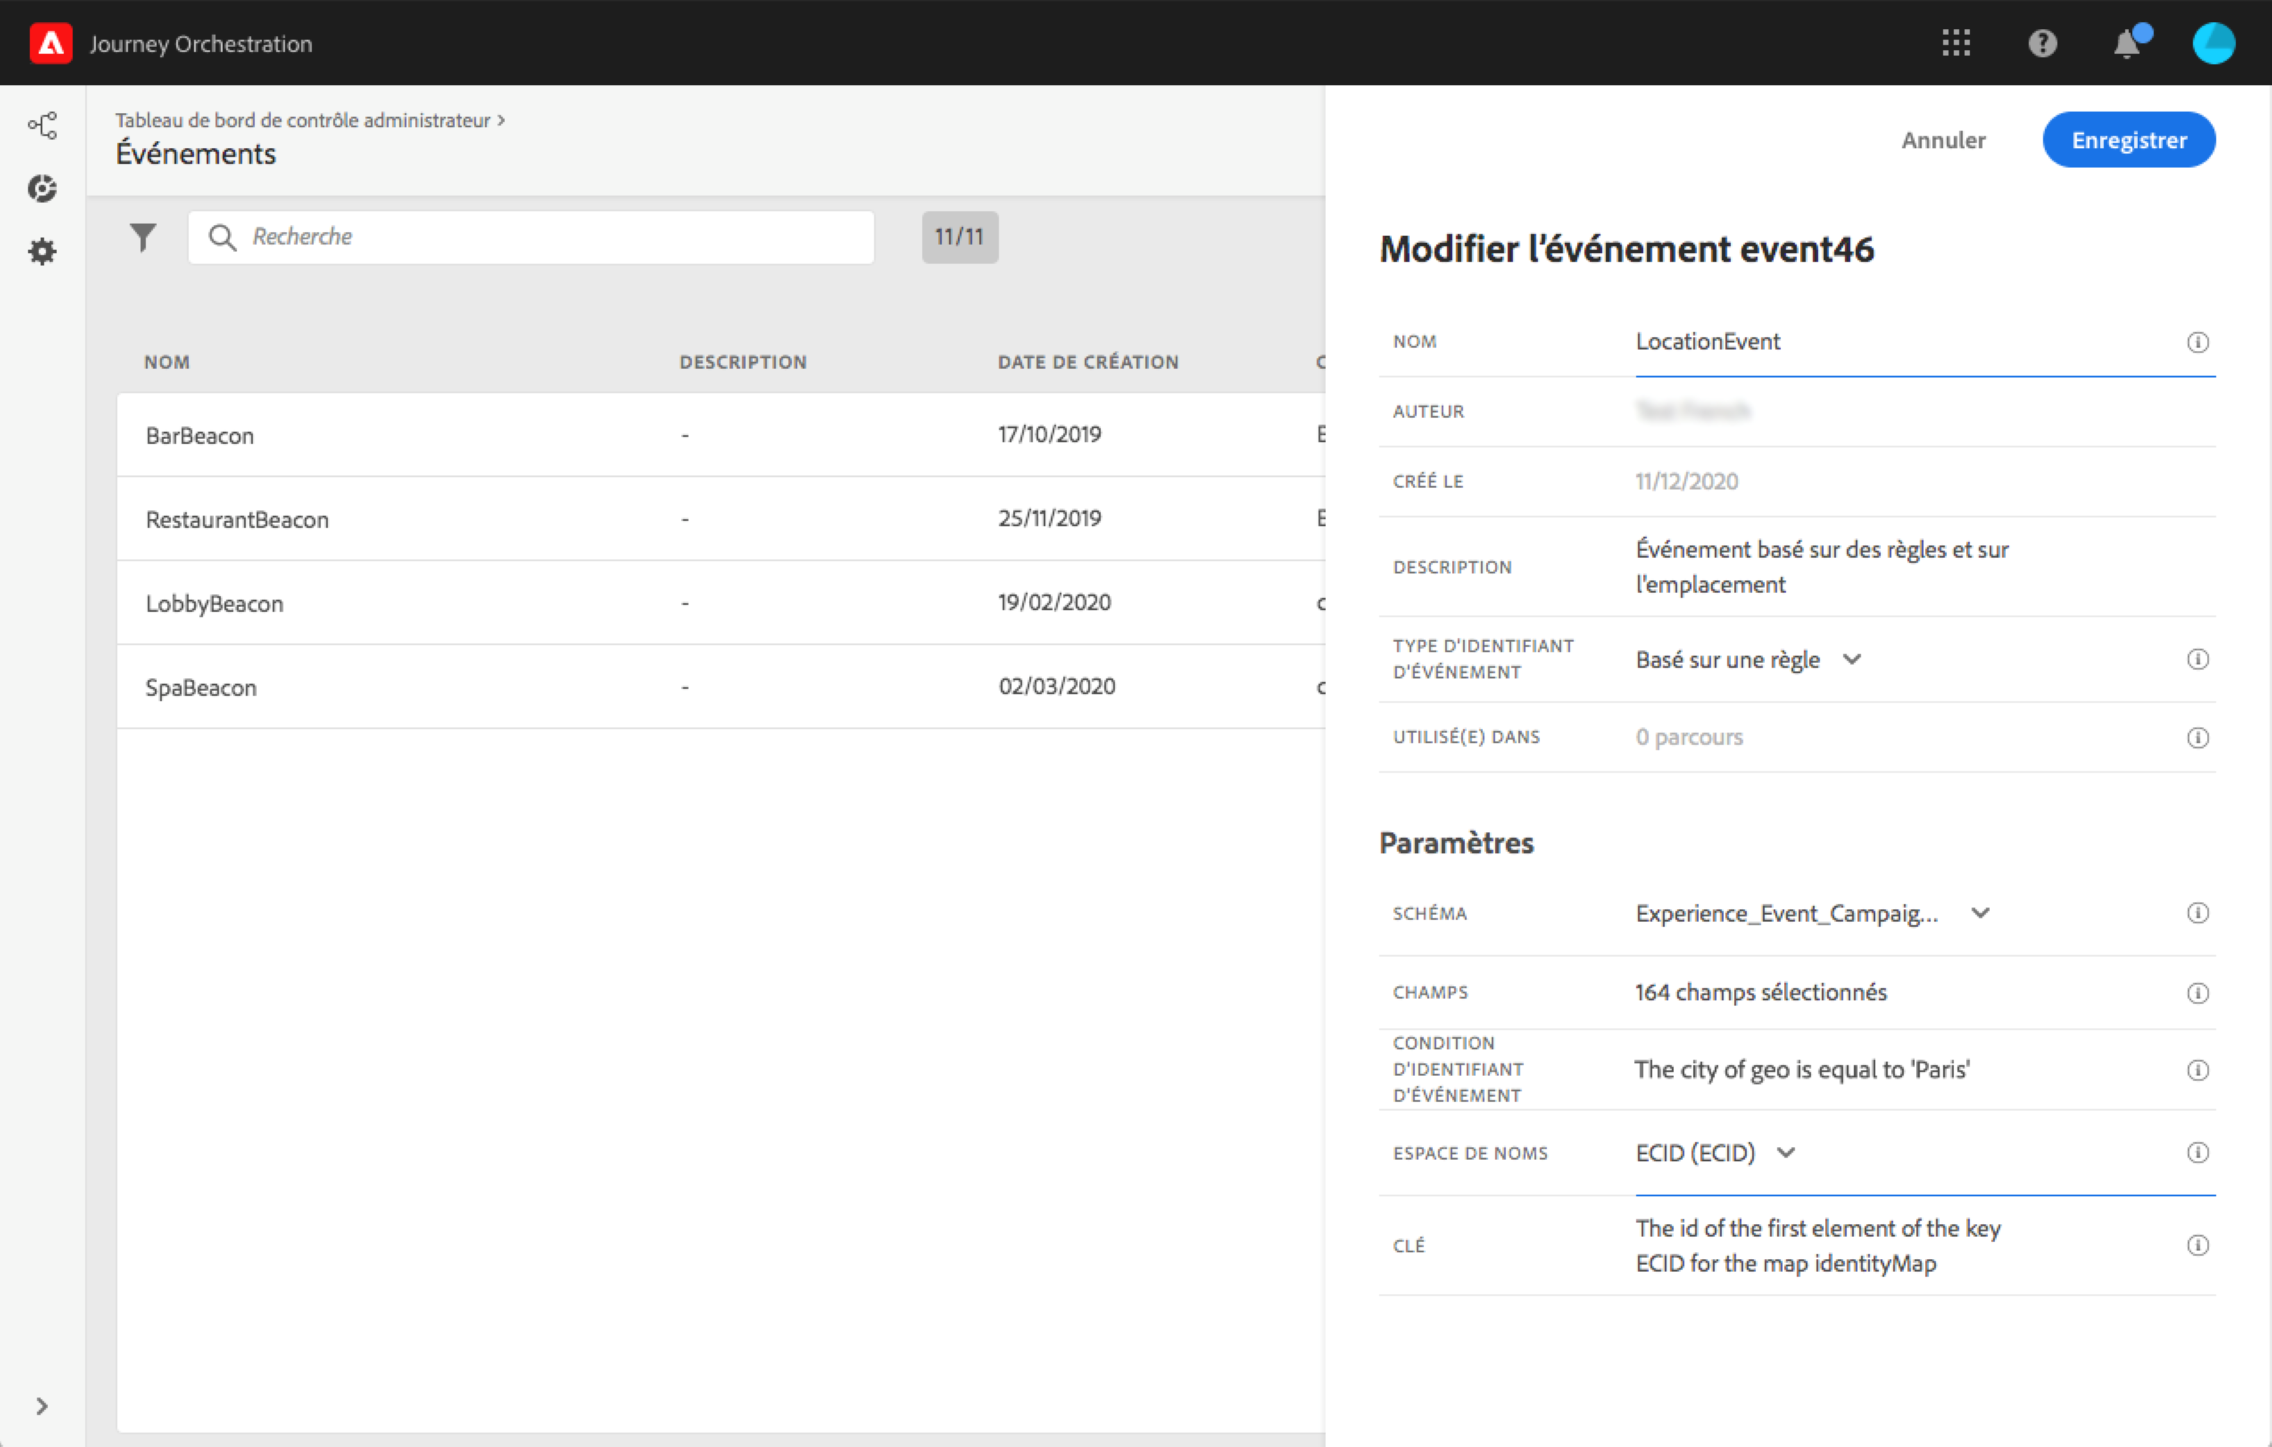 Journey Orchestration
Tableau de bord de contrôle administrateur >
Événements
Recherche
11/11
NOM DESCRIPTION DATE DE CRÉATION
BarBeacon - 17/10/2019
RestaurantBeacon - 25/11/2019
LobbyBeacon - 19/02/2020
SpaBeacon - 02/03/2020
Annuler Enregistrer
Modifier l'événement event46
NOM LocationEvent
AUTEUR
CRÉÉ LE 11/12/2020
DESCRIPTION
Événement basé sur des règles et sur
l'emplacement
TYPE D'IDENTIFIANT
D'ÉVÉNEMENT
Basé sur une règle
UTILISÉ(E) DANS 0 parcours
Paramètres
SCHÉMA Experience_Event_Campaig...
CHAMPS 164 champs sélectionnés
CONDITION
D'IDENTIFIANT
D'ÉVÉNEMENT
The city of geo is equal to 'Paris'
ESPACE DE NOMS ECID (ECID)
CLÉ
The id of the first element of the key
ECID for the map identityMap